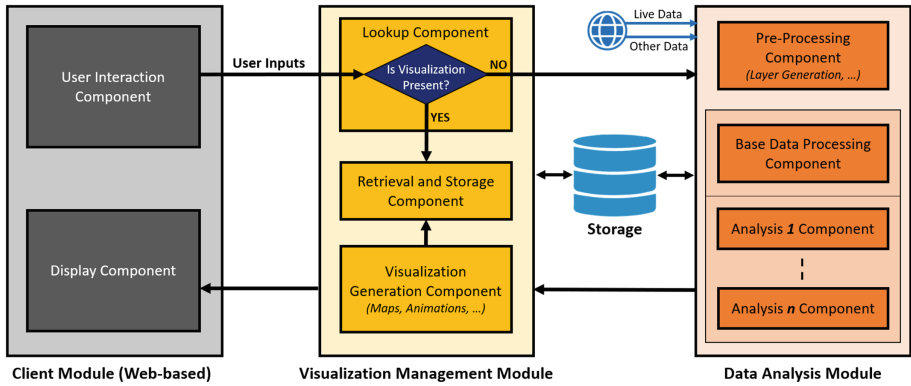 User Interaction
Component
Display Component
Client Module (Web-based)
User Inputs
Lookup Component
Is Visualization
Present?
NO
YES
Retrieval and Storage
Component
Visualization
Generation Component
(Maps, Animations, ...)
Visualization Management Module
Live Data
Other Data
Storage
Pre-Processing
Component
(Layer Generation, ...)
Base Data Processing
Component
Analysis 1 Component
Analysis n Component
Data Analysis Module